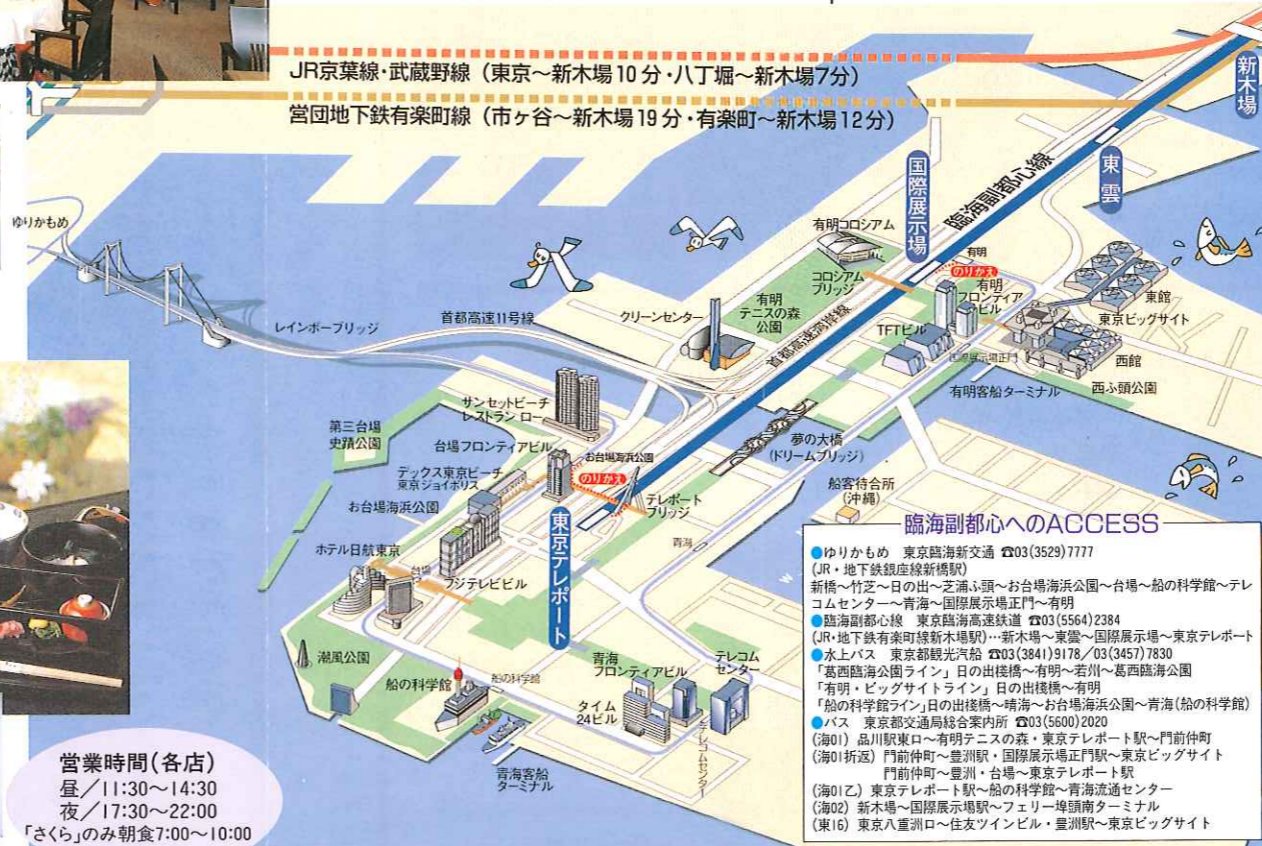 JR京葉線・武蔵野線（東京～新木場10分・八丁堀～新木場7分）
営団地下鉄有楽町線（市ヶ谷～新木場19分・有楽町～新木場12分）
新木場
東雲
国際展示場
臨海副都心線
ゆりかもめ
レインボーブリッジ
首都高速11号線
クリーンセンター
有明
テニスの森
公園
有明コロシアム
コロシアム
ブリッジ
首都高速湾岸線
有明
のりかえ
有明
フロンティア
ビル
TFTビル
国際展示場正門
東館
東京ビッグサイト
西館
西ふ頭公園
有明客船ターミナル
夢の大橋
（ドリームブリッジ）
船客待合所
（沖縄）
サンセットビーチ
レストラン ロー
第三台場
史蹟公園
台場フロンティアビル
お台場海浜公園
のりかえ
デックス東京ビーチ
東京ジョイポリス
テレポート
ブリッジ
お台場海浜公園
東京テレポート
青海
ホテル日航東京
台場
フジテレビビル
潮風公園
船の科学館
船の科学館
青海
フロンティアビル
テレコム
センター
タイム
24ビル
テレコムセンター
青海客船
ターミナル
臨海副都心へのACCESS
●ゆりかもめ 東京臨海新交通 ☎03(3529)7777
(JR・地下鉄銀座線新橋駅)
新橋～竹芝～日の出～芝浦ふ頭～お台場海浜公園～台場～船の科学館～テレ
コムセンター～青海～国際展示場正門～有明
●臨海副都心線 東京臨海高速鉄道 ☎03(5564)2384
(JR・地下鉄有楽町線新木場駅)…新木場～東雲～国際展示場～東京テレポート
●水上バス 東京都観光汽船 ☎03(3841)9178／03(3457)7830
「葛西臨海公園ライン」日の出桟橋～有明～若州～葛西臨海公園
「有明・ビッグサイトライン」日の出桟橋～有明
「船の科学館ライン」日の出桟橋～晴海～お台場海浜公園～青海(船の科学館)
●バス 東京都交通局総合案内所 ☎03(5600)2020
(海01) 品川駅東口～有明テニスの森・東京テレポート駅～門前仲町
(海01折返) 門前仲町～豊洲駅・国際展示場正門駅～東京ビッグサイト
門前仲町～豊洲・台場～東京テレポート駅
(海01乙) 東京テレポート駅～船の科学館～青海流通センター
(海02) 新木場～国際展示場駅～フェリー埠頭南ターミナル
(東16) 東京八重洲口～住友ツインビル・豊洲駅～東京ビッグサイト
営業時間(各店)
昼／11:30～14:30
夜／17:30～22:00
「さくら」のみ朝食7:00～10:00